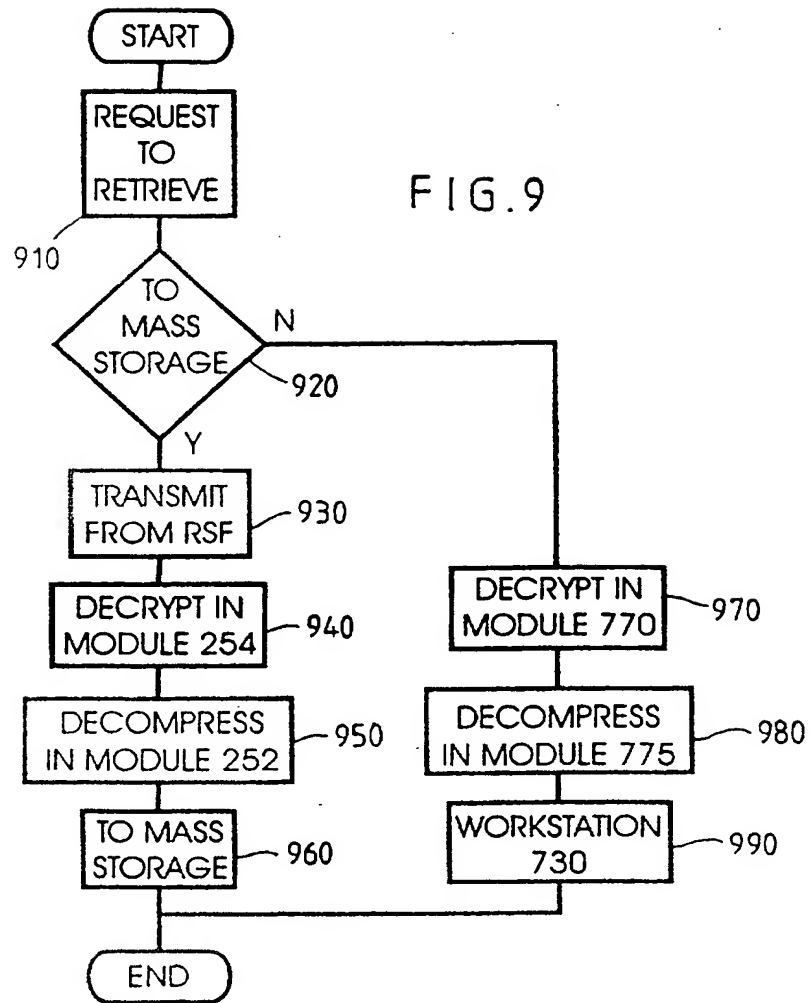 START
REQUEST
TO
RETRIEVE
FIG.9
910
TO
MASS
STORAGE
N
920
Y
TRANSMIT
FROM RSF
930
DECRYPT IN
MODULE 254
940
DECOMPRESS
IN MODULE 252
950
TO MASS
STORAGE
960
DECRYPT IN
MODULE 770
970
DECOMPRESS
IN MODULE 775
980
WORKSTATION
730
990
END